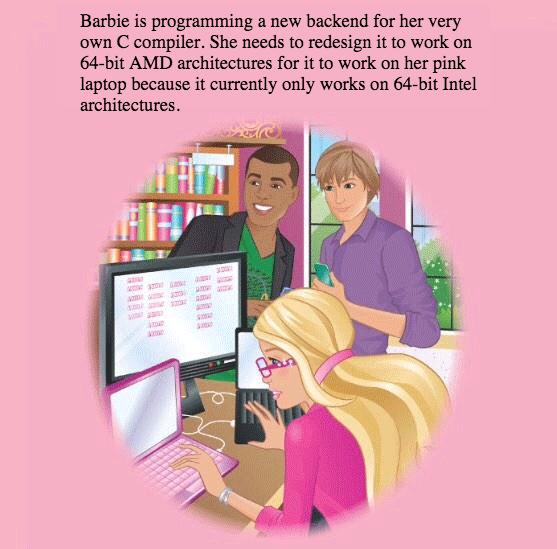 Barbie is programming a new backend for her very
own C compiler. She needs to redesign it to work on
64-bit AMD architectures for it to work on her pink
laptop because it currently only works on 64-bit Intel
architectures.